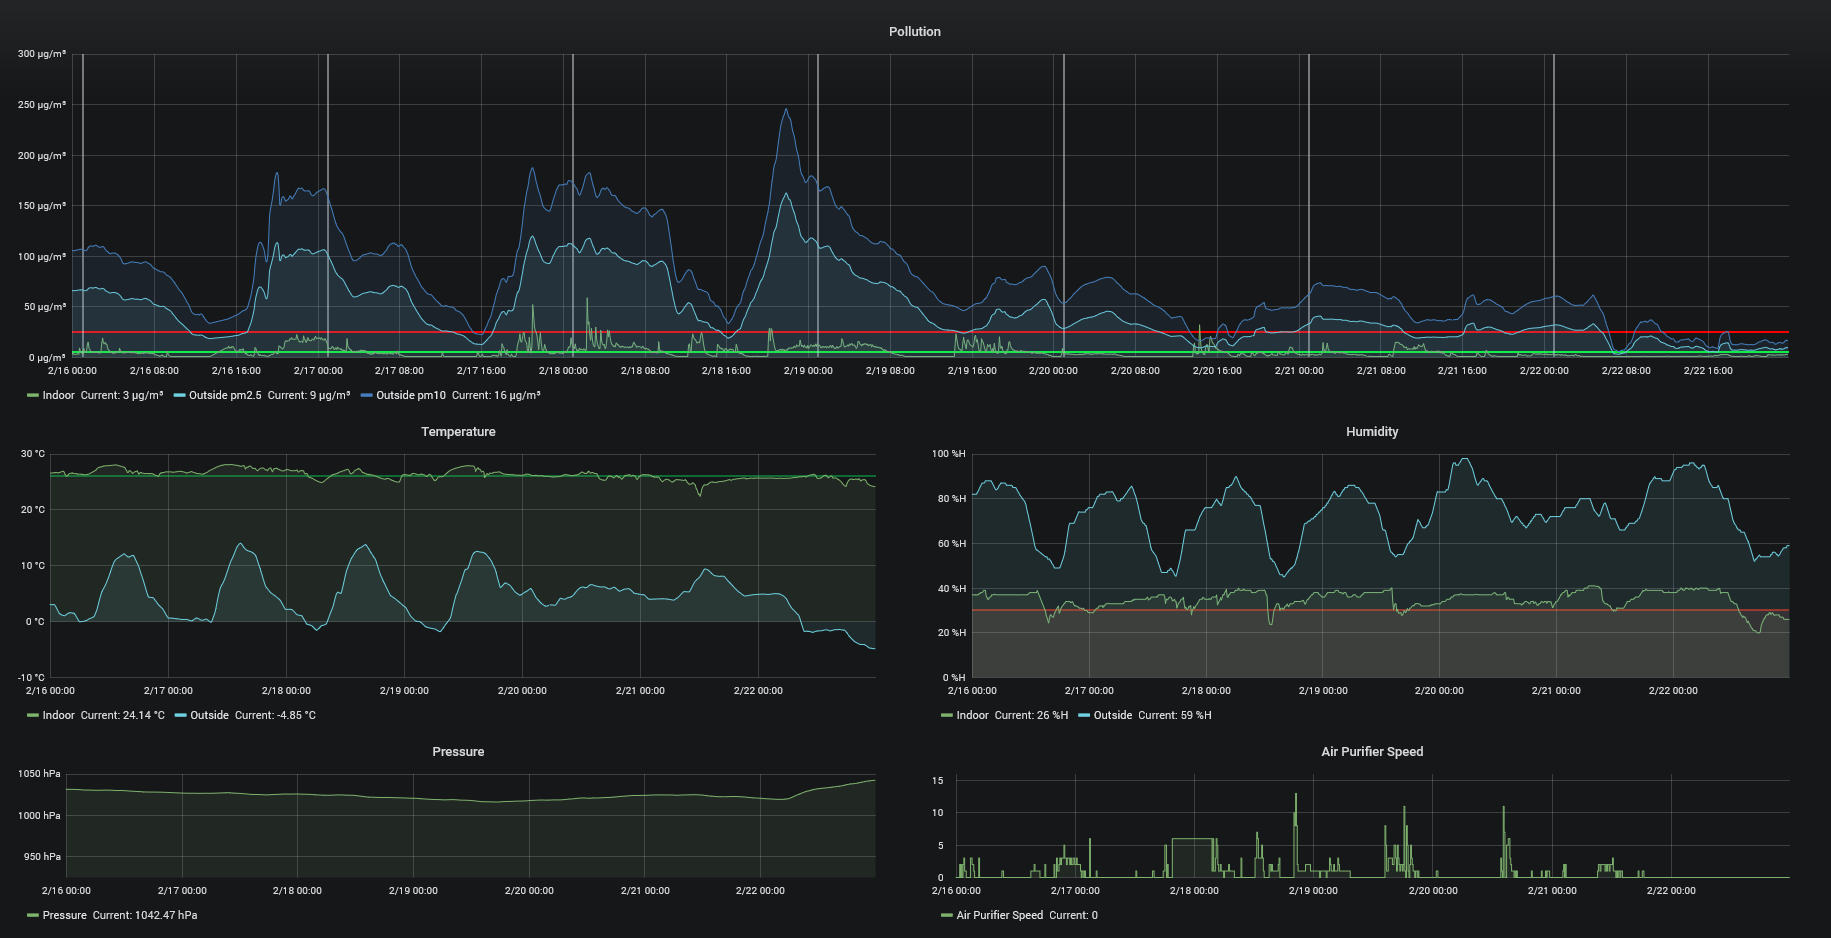 Pollution
300 µg/m³
250 µg/m³
200 µg/m³
150 µg/m³
100 µg/m³
50 µg/m³
0 µg/m³
2/16 00:00 2/16 08:00 2/16 16:00 2/17 00:00 2/17 08:00 2/17 16:00 2/18 00:00 2/18 08:00 2/18 16:00 2/19 00:00 2/19 08:00 2/19 16:00 2/20 00:00 2/20 08:00 2/20 16:00 2/21 00:00 2/21 08:00 2/21 16:00 2/22 00:00 2/22 08:00 2/22 16:00
Indoor Current: 3 µg/m³ Outside pm2.5 Current: 9 µg/m³ Outside pm10 Current: 16 µg/m³
Temperature
30 °C
20 °C
10 °C
0 °C
-10 °C
2/16 00:00 2/17 00:00 2/18 00:00 2/19 00:00 2/20 00:00 2/21 00:00 2/22 00:00
Indoor Current: 24.14 °C Outside Current: -4.85 °C
Humidity
100 %H
80 %H
60 %H
40 %H
20 %H
0 %H
2/16 00:00 2/17 00:00 2/18 00:00 2/19 00:00 2/20 00:00 2/21 00:00 2/22 00:00
Indoor Current: 26 %H Outside Current: 59 %H
Pressure
1050 hPa
1000 hPa
950 hPa
2/16 00:00 2/17 00:00 2/18 00:00 2/19 00:00 2/20 00:00 2/21 00:00 2/22 00:00
Pressure Current: 1042.47 hPa
Air Purifier Speed
15
10
5
0
2/16 00:00 2/17 00:00 2/18 00:00 2/19 00:00 2/20 00:00 2/21 00:00 2/22 00:00
Air Purifier Speed Current: 0